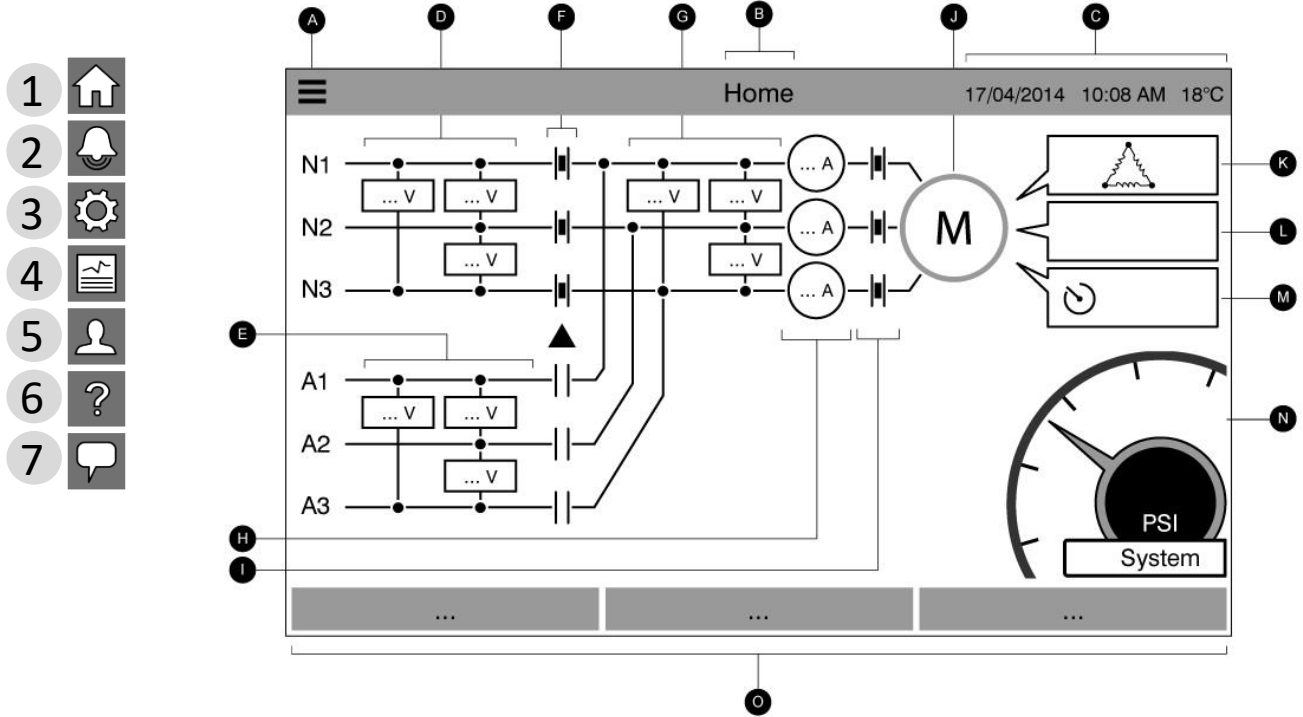 A D F G B J C
1
2
3
4
5
6
7
Home 17/04/2014 10:08 AM 18°C
N1 ... A K
... V ... V ... V ... V
N2 ... A M L
... V ... V
N3 ... A M
E
A1
... V ... V
A2 N
... V
A3
PSI
H System
I
... ... ...
O
?